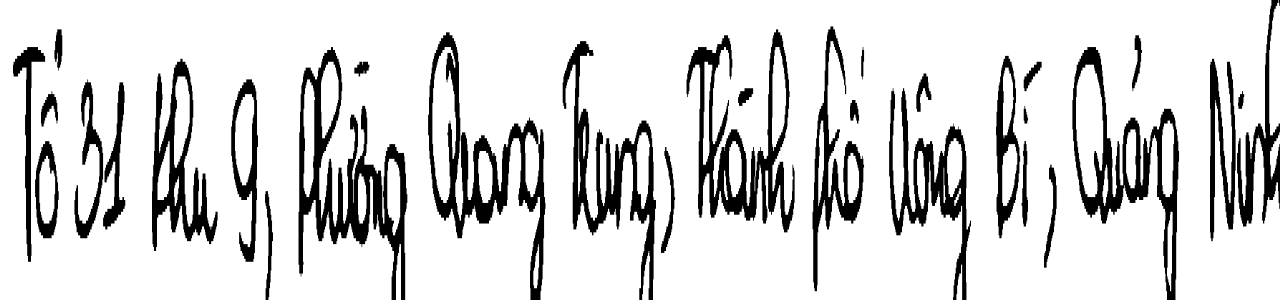 Tổ 31 Khu 9, Phường Quang Trung, Thành phố Uông Bí, Quảng Ninh